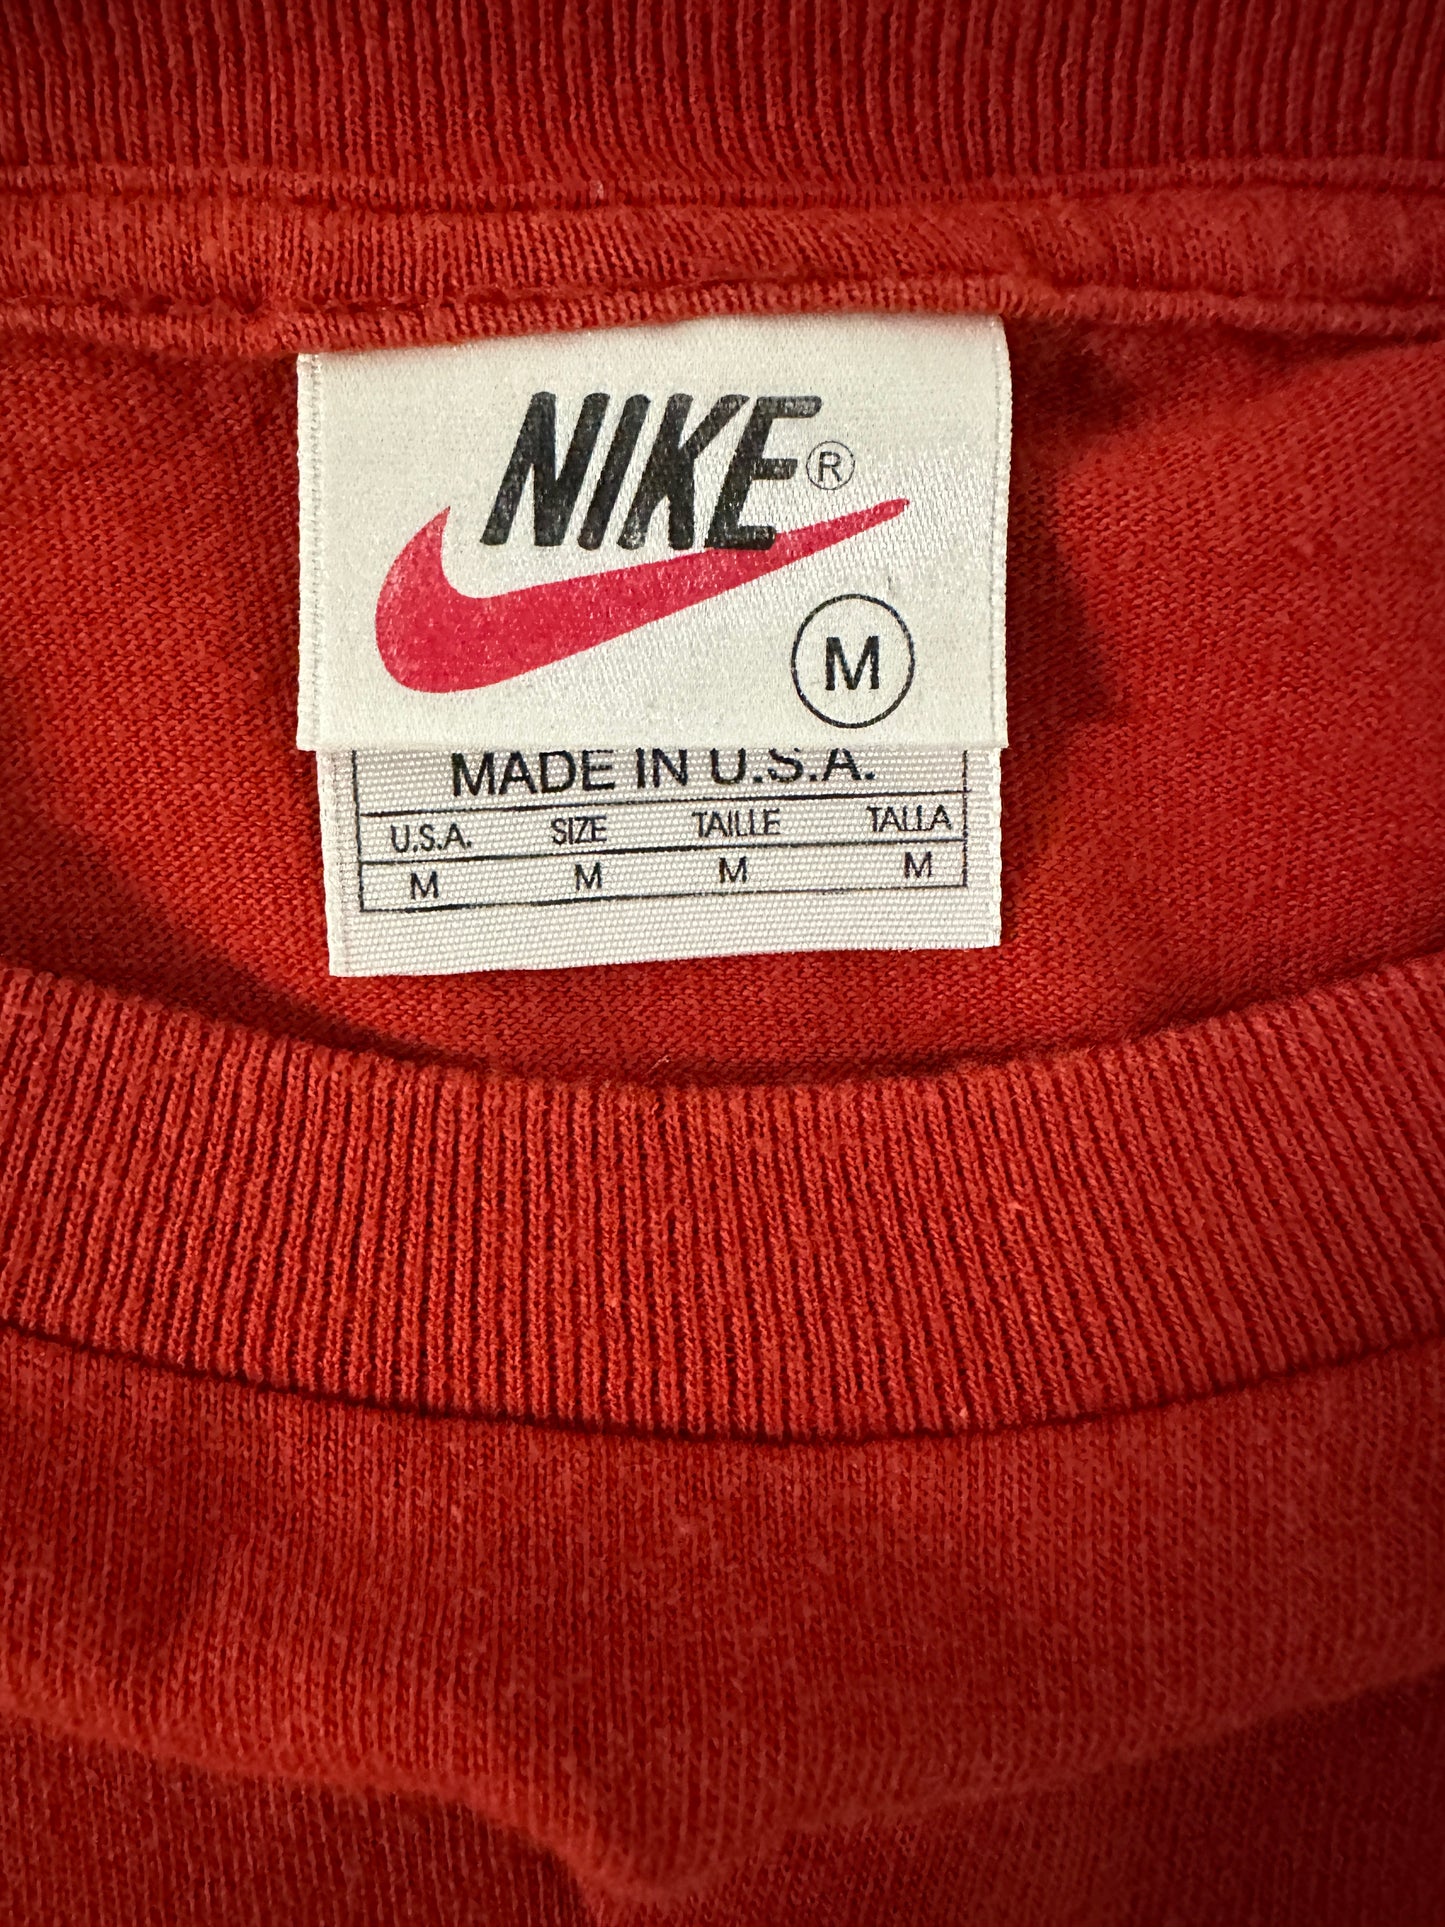 NIKE®
M
MADE IN U.S.A.
U.S.A. SIZE TAILLE TALLA
M M M M